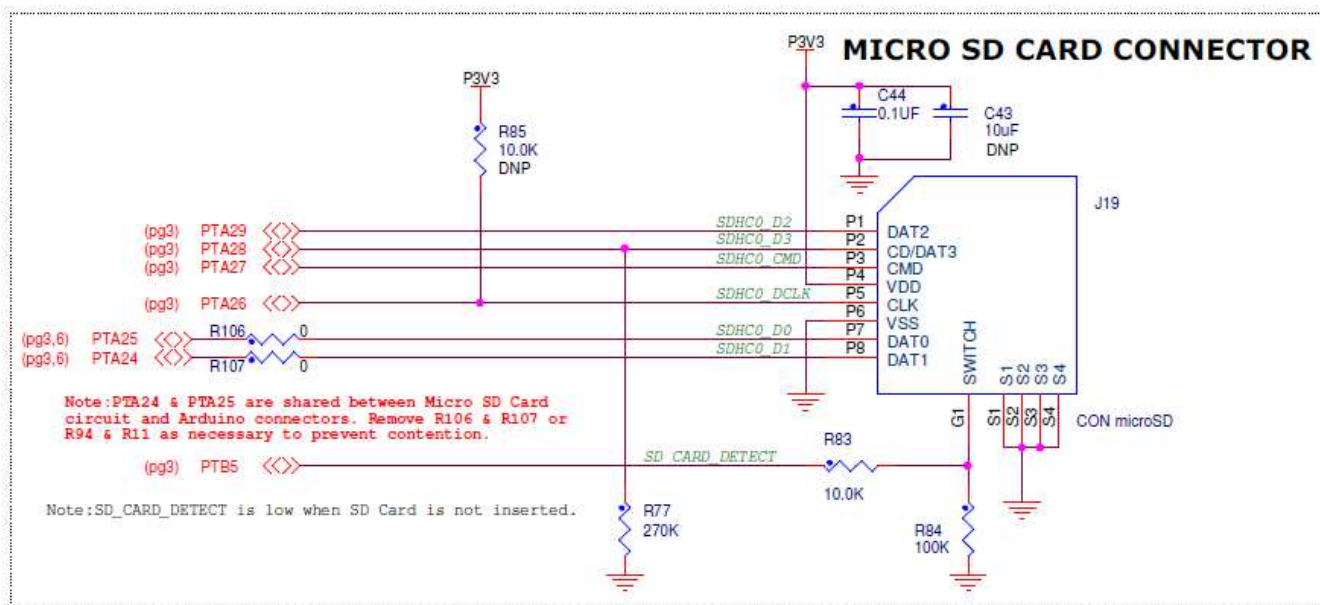 MICRO SD CARD CONNECTOR
P3V3
P3V3
C44
0.1UF
C43
10uF
DNP
R85
10.0K
DNP
J19
(pg3) PTA29 SDHC0_D2 P1 DAT2
(pg3) PTA28 SDHC0_D3 P2 CD/DAT3
(pg3) PTA27 SDHC0_CMD P3 CMD
P4 VDD
(pg3) PTA26 SDHC0_DCLK P5 CLK
P6 VSS
(pg3,6) PTA25 R106 0 SDHC0_D0 P7 DAT0
(pg3,6) PTA24 R107 0 SDHC0_D1 P8 DAT1
SWITCH S1 S2 S3 S4
G1 S1 S2 S3 S4
CON microSD
Note:PTA24 & PTA25 are shared between Micro SD Card
circuit and Arduino connectors. Remove R106 & R107 or
R94 & R11 as necessary to prevent contention.
(pg3) PTB5 SD_CARD_DETECT R83
10.0K
Note:SD_CARD_DETECT is low when SD Card is not inserted.
R77
270K
R84
100K